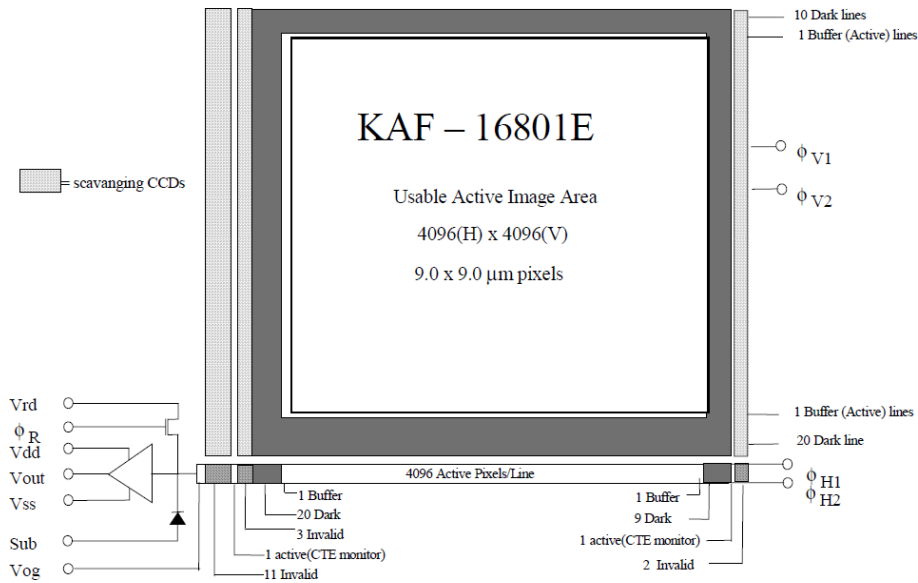 10 Dark lines
1 Buffer (Active) lines
KAF – 16801E
ϕ V1
= scavanging CCDs
Usable Active Image Area
ϕ V2
4096(H) x 4096(V)
9.0 x 9.0 μm pixels
Vrd
1 Buffer (Active) lines
ϕ R
20 Dark line
Vdd
Vout
4096 Active Pixels/Line
ϕ H1
Vss
1 Buffer
1 Buffer
ϕ H2
20 Dark
9 Dark
3 Invalid
1 active(CTE monitor)
Sub
1 active(CTE monitor)
2 Invalid
Vog
11 Invalid